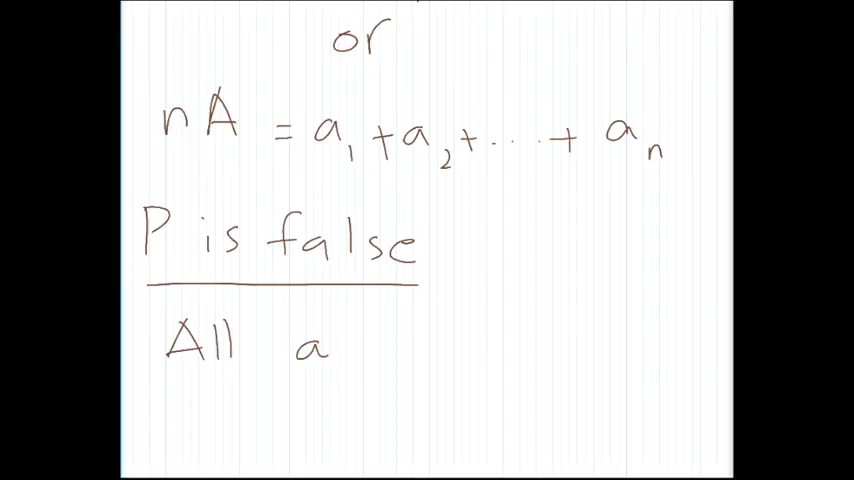 or
nA = a₁ + a₂ + ... + aₙ
P is false
All a